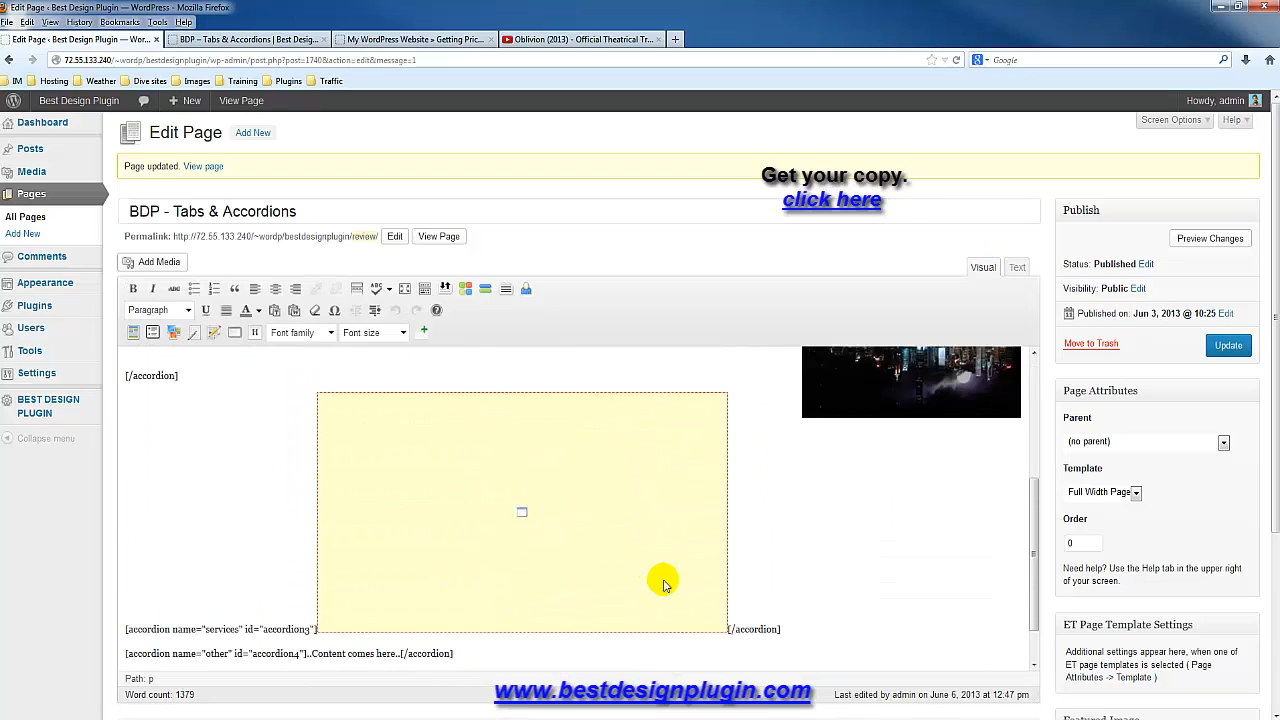 Edit Page ‹ Best Design Plugin — WordPress - Mozilla Firefox
File Edit View History Bookmarks Tools Help
Edit Page ‹ Best Design Plugin — Wor... × BDP – Tabs & Accordions | Best Desig... × My WordPress Website » Getting Pric... × Oblivion (2013) - Official Theatrical Tr... × +
72.55.133.240/~wordp/bestdesignplugin/wp-admin/post.php?post=1740&action=edit&message=1 Google
IM Hosting Weather Dive sites Images Training Plugins Traffic
Best Design Plugin + New View Page Howdy, admin
Dashboard
Posts
Media
Pages
All Pages
Add New
Comments
Appearance
Plugins
Users
Tools
Settings
BEST DESIGN
PLUGIN
Collapse menu
Screen Options Help
Edit Page Add New
Page updated. View page
Get your copy.
click here
BDP - Tabs & Accordions
Permalink: http://72.55.133.240/~wordp/bestdesignplugin/review/ Edit View Page
Add Media Visual Text
B I ABC
Paragraph U A Ω
H Font family Font size +
[/accordion]
[accordion name="services" id="accordion3"] [/accordion]
[accordion name="other" id="accordion4"]..Content comes here..[/accordion]
Path: p
Word count: 1379 Last edited by admin on June 6, 2013 at 12:47 pm
www.bestdesignplugin.com
Publish
Preview Changes
Status: Published Edit
Visibility: Public Edit
Published on: Jun 3, 2013 @ 10:25 Edit
Move to Trash Update
Page Attributes
Parent
(no parent)
Template
Full Width Page
Order
0
Need help? Use the Help tab in the upper right
of your screen.
ET Page Template Settings
Additional settings appear here, when one of
ET page templates is selected ( Page
Attributes -> Template )
Featured Image